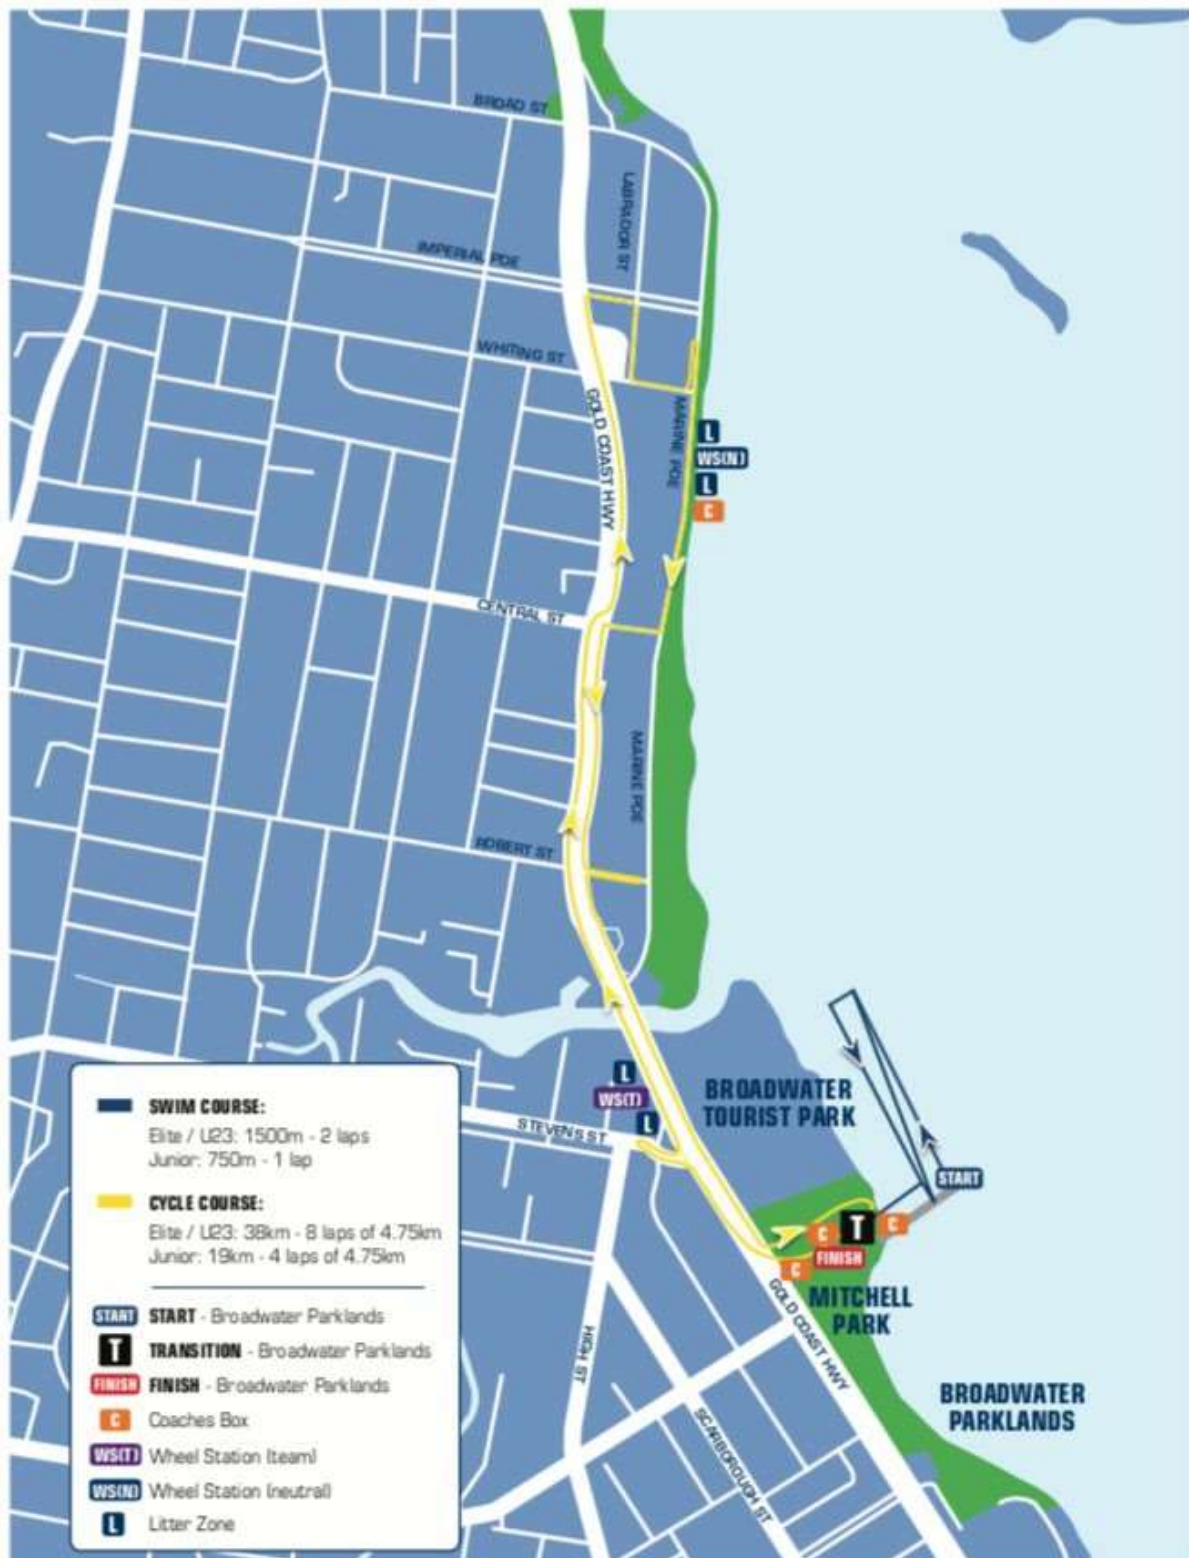 BROAD ST
LABRADOR ST
IMPERIAL PDE
WHITING ST
GOLD COAST HWY
MARINE PDE
L
WS(N)
L
C
CENTRAL ST
MARINE PDE
ROBERT ST
L
WS(T)
L
STEVENS ST
BROADWATER
TOURIST PARK
START
C
T
C
FINISH
C
MITCHELL
PARK
GOLD COAST HWY
HIGH ST
SCARBOROUGH ST
BROADWATER
PARKLANDS
SWIM COURSE:
Elite / U23: 1500m - 2 laps
Junior: 750m - 1 lap
CYCLE COURSE:
Elite / U23: 38km - 8 laps of 4.75km
Junior: 19km - 4 laps of 4.75km
START START - Broadwater Parklands
T TRANSITION - Broadwater Parklands
FINISH FINISH - Broadwater Parklands
C Coaches Box
WS(T) Wheel Station (team)
WS(N) Wheel Station (neutral)
L Litter Zone